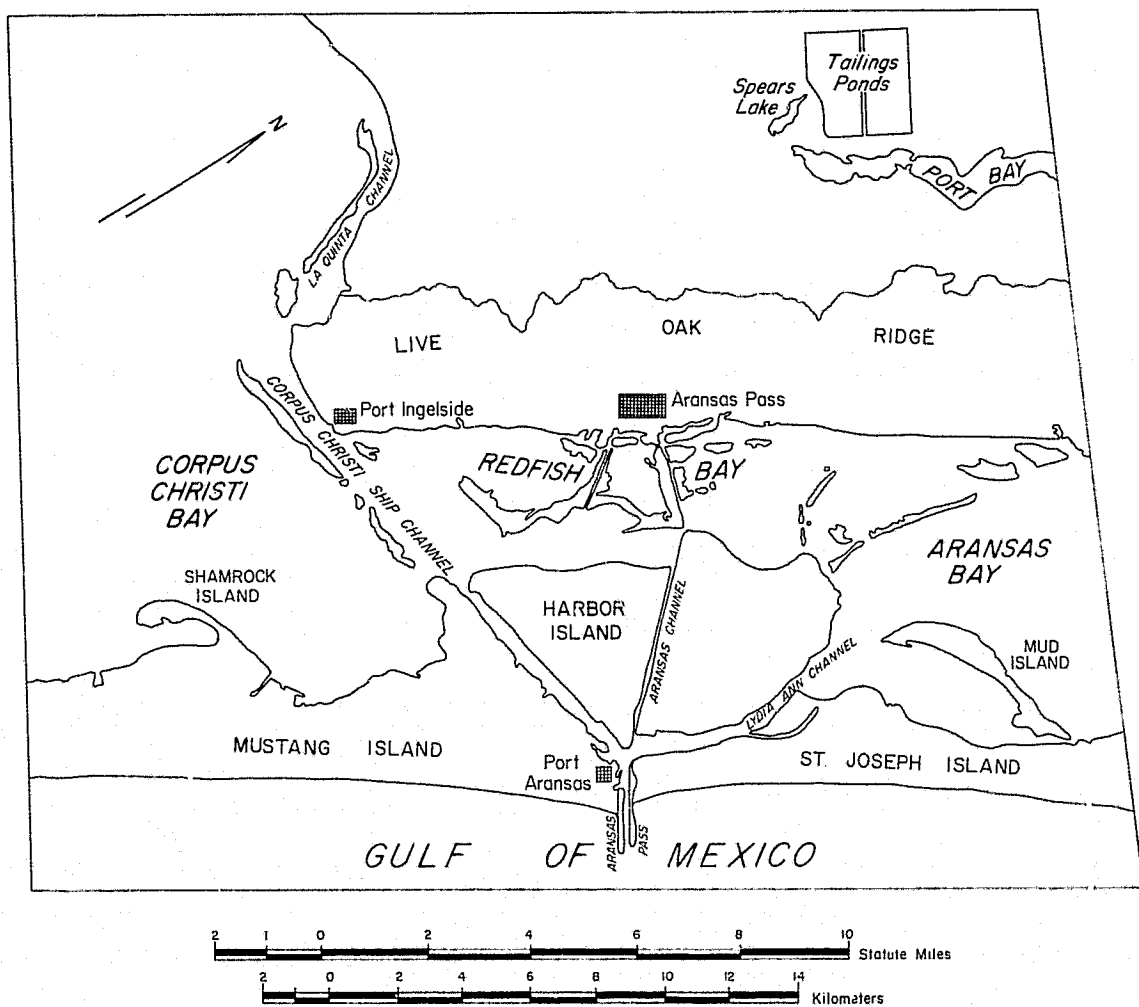 Tailings
Ponds
Spears
Lake
N
PORT BAY
LA QUINTA CHANNEL
LIVE OAK RIDGE
Port Ingelside
Aransas Pass
CORPUS CHRISTI SHIP CHANNEL
REDFISH BAY
CORPUS
CHRISTI
BAY
ARANSAS
BAY
SHAMROCK
ISLAND
HARBOR
ISLAND
ARANSAS CHANNEL
MUD
ISLAND
LYDIA ANN CHANNEL
MUSTANG ISLAND
Port
Aransas
ST. JOSEPH ISLAND
ARANSAS
PASS
GULF OF MEXICO
2 1 0 2 4 6 8 10
Statute Miles
6 2 0 2 4 6 8 10 12 14
Kilomaters